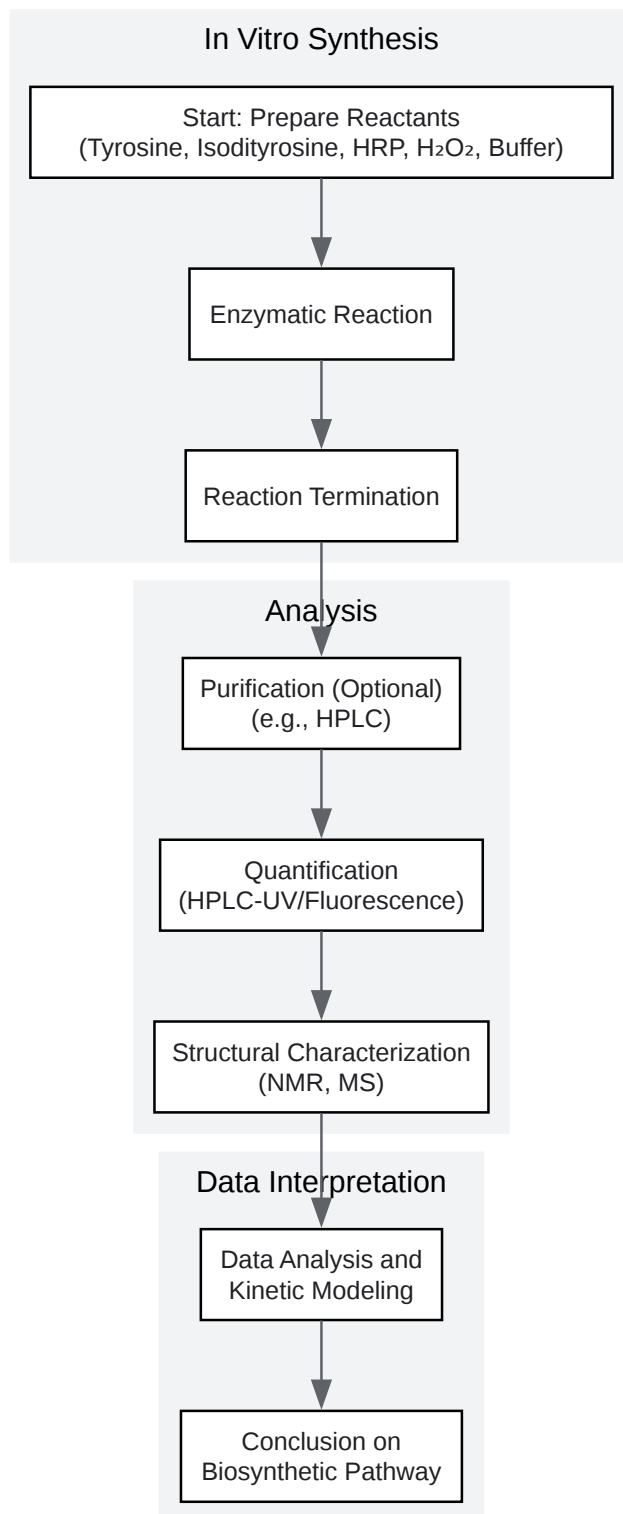 In Vitro Synthesis
Start: Prepare Reactants
(Tyrosine, Isodityrosine, HRP, H₂O₂, Buffer)
Enzymatic Reaction
Reaction Termination
Analysis
Purification (Optional)
(e.g., HPLC)
Quantification
(HPLC-UV/Fluorescence)
Structural Characterization
(NMR, MS)
Data Interpretation
Data Analysis and
Kinetic Modeling
Conclusion on
Biosynthetic Pathway